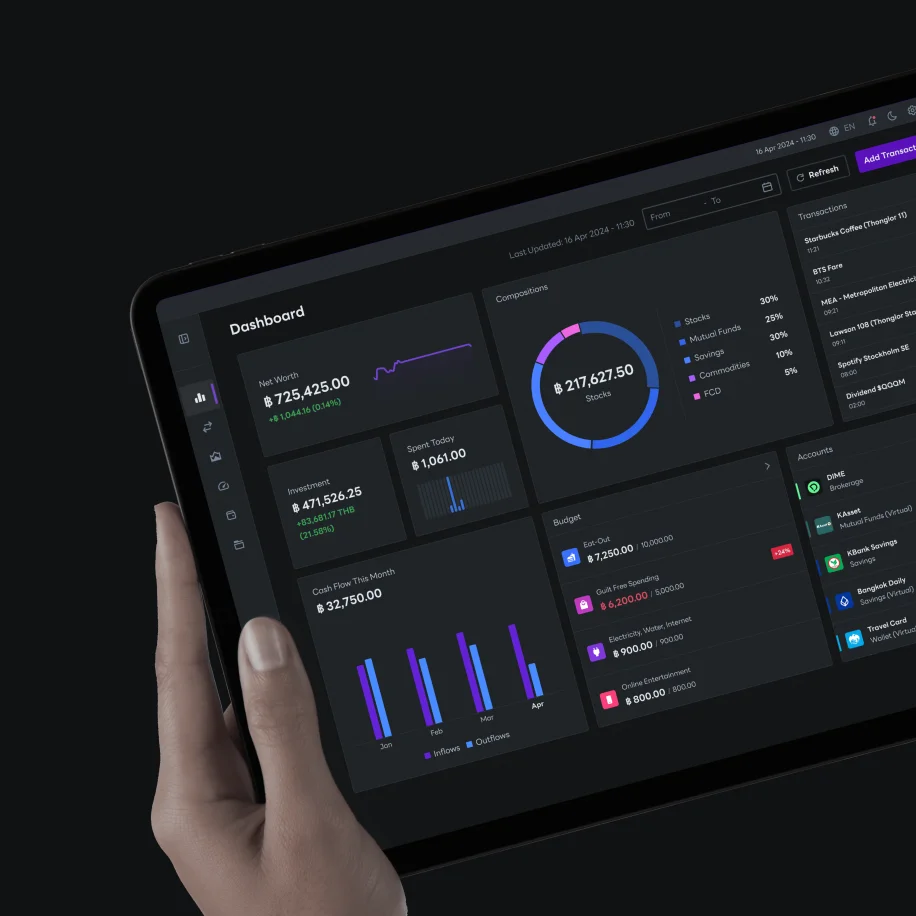 16 Apr 2024 - 11:30
EN
Dashboard
Last Updated: 16 Apr 2024 - 11:30
From - To
Refresh
Add Transact
Net Worth
฿ 725,425.00
+฿ 1,044.16 (0.14%)
Investment
฿ 471,526.25
+83,681.17 THB
(21.58%)
Spent Today
฿ 1,061.00
Cash Flow This Month
฿ 32,750.00
Jan
Feb
Mar
Apr
Inflows
Outflows
Compositions
฿ 217,627.50
Stocks
Stocks 30%
Mutual Funds 25%
Savings 30%
Commodities 10%
FCD 5%
Budget
Eat-Out
฿ 7,250.00 / 10,000.00
Guilt Free Spending
฿ 6,200.00 / 5,000.00
+24%
Electricity, Water, Internet
฿ 900.00 / 900.00
Online Entertainment
฿ 800.00 / 800.00
Transactions
Starbucks Coffee (Thonglor 11)
11:21
BTS Fare
10:32
MEA - Metropolitan Electrici
09:21
Lawson 108 (Thonglor Sta
09:11
Spotify Stockholm SE
08:00
Dividend SQQQM
02:00
Accounts
DIME
Brokerage
KAsset
Mutual Funds (Virtual)
KBank Savings
Savings
Bangkok Daily
Savings (Virtual)
Travel Card
Wallet (Virtua